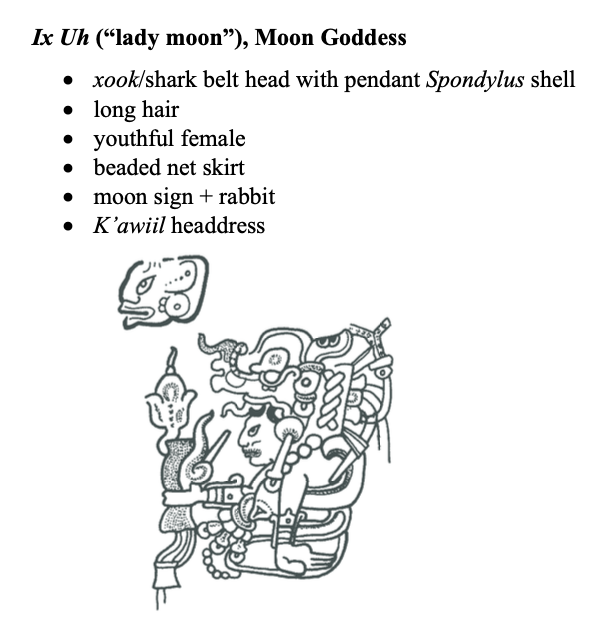 Ix Uh (“lady moon”), Moon Goddess
• xook/shark belt head with pendant Spondylus shell
• long hair
• youthful female
• beaded net skirt
• moon sign + rabbit
• K’awiil headdress